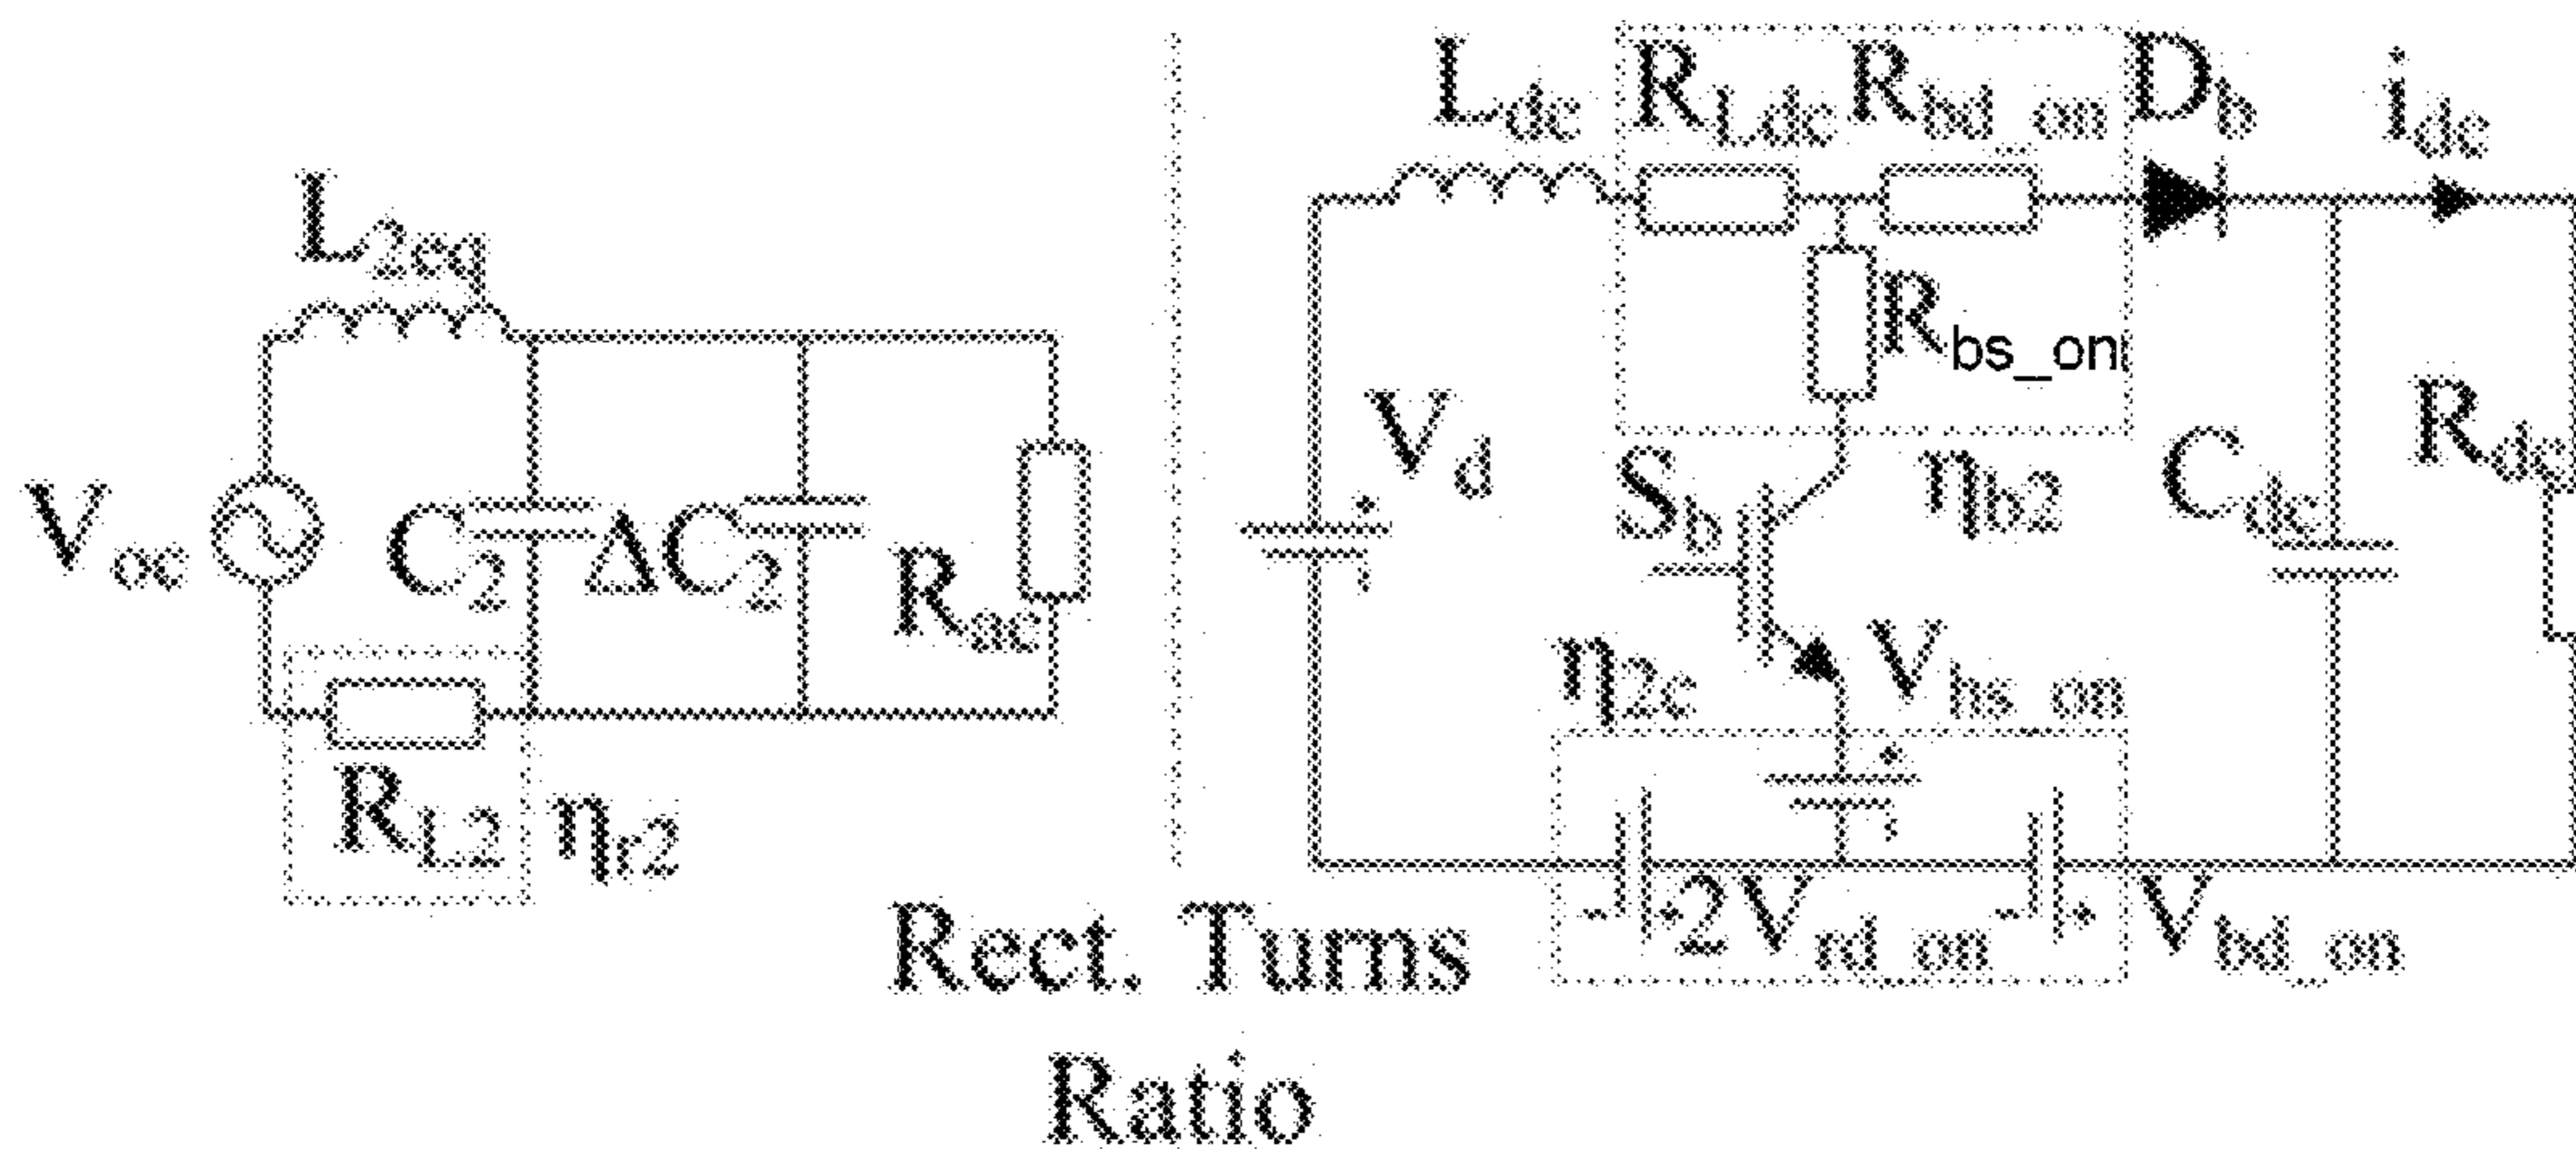 L2eq
Voc
C2
ΔC2
Rac
RL2
ηr2
Ldc
RLdc
Rbd_on
Db
idc
Rbs_on
Vd
Sb
ηb2
Cdc
Rdc
η2c
Vbs_on
2Vrd_on
Vbd_on
Rect. Turns
Ratio